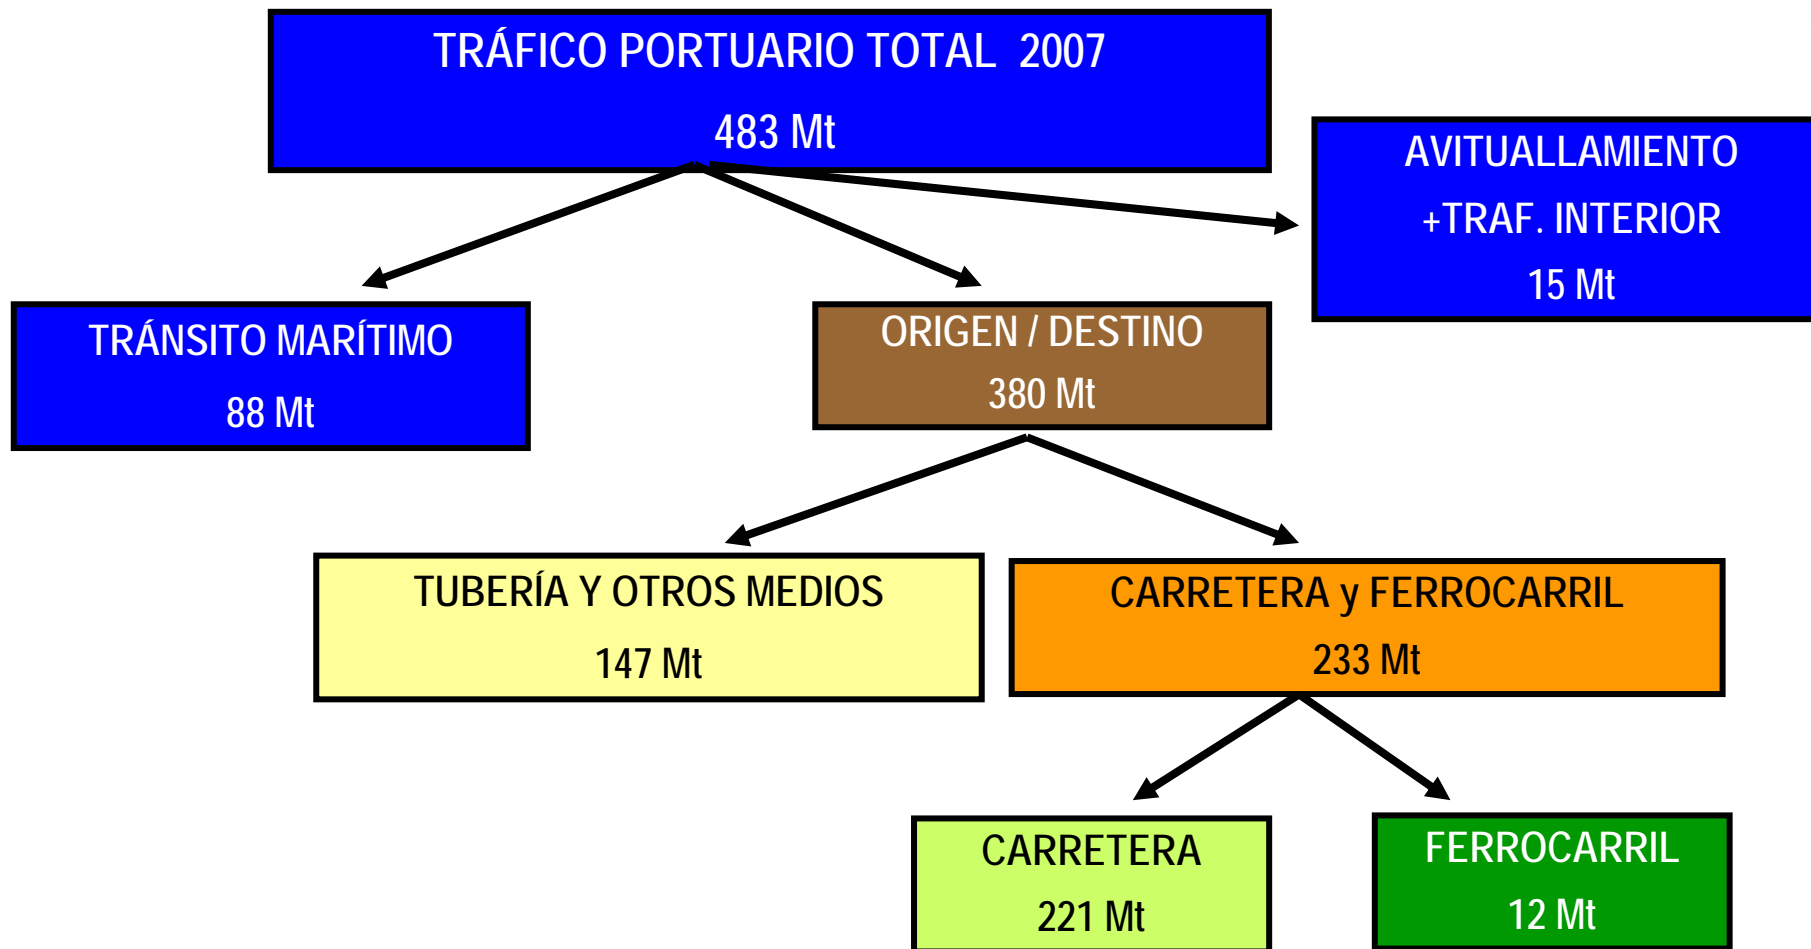 TRÁFICO PORTUARIO TOTAL 2007
483 Mt
AVITUALLAMIENTO
+TRAF. INTERIOR
15 Mt
TRÁNSITO MARÍTIMO
88 Mt
ORIGEN / DESTINO
380 Mt
TUBERÍA Y OTROS MEDIOS
147 Mt
CARRETERA y FERROCARRIL
233 Mt
CARRETERA
221 Mt
FERROCARRIL
12 Mt